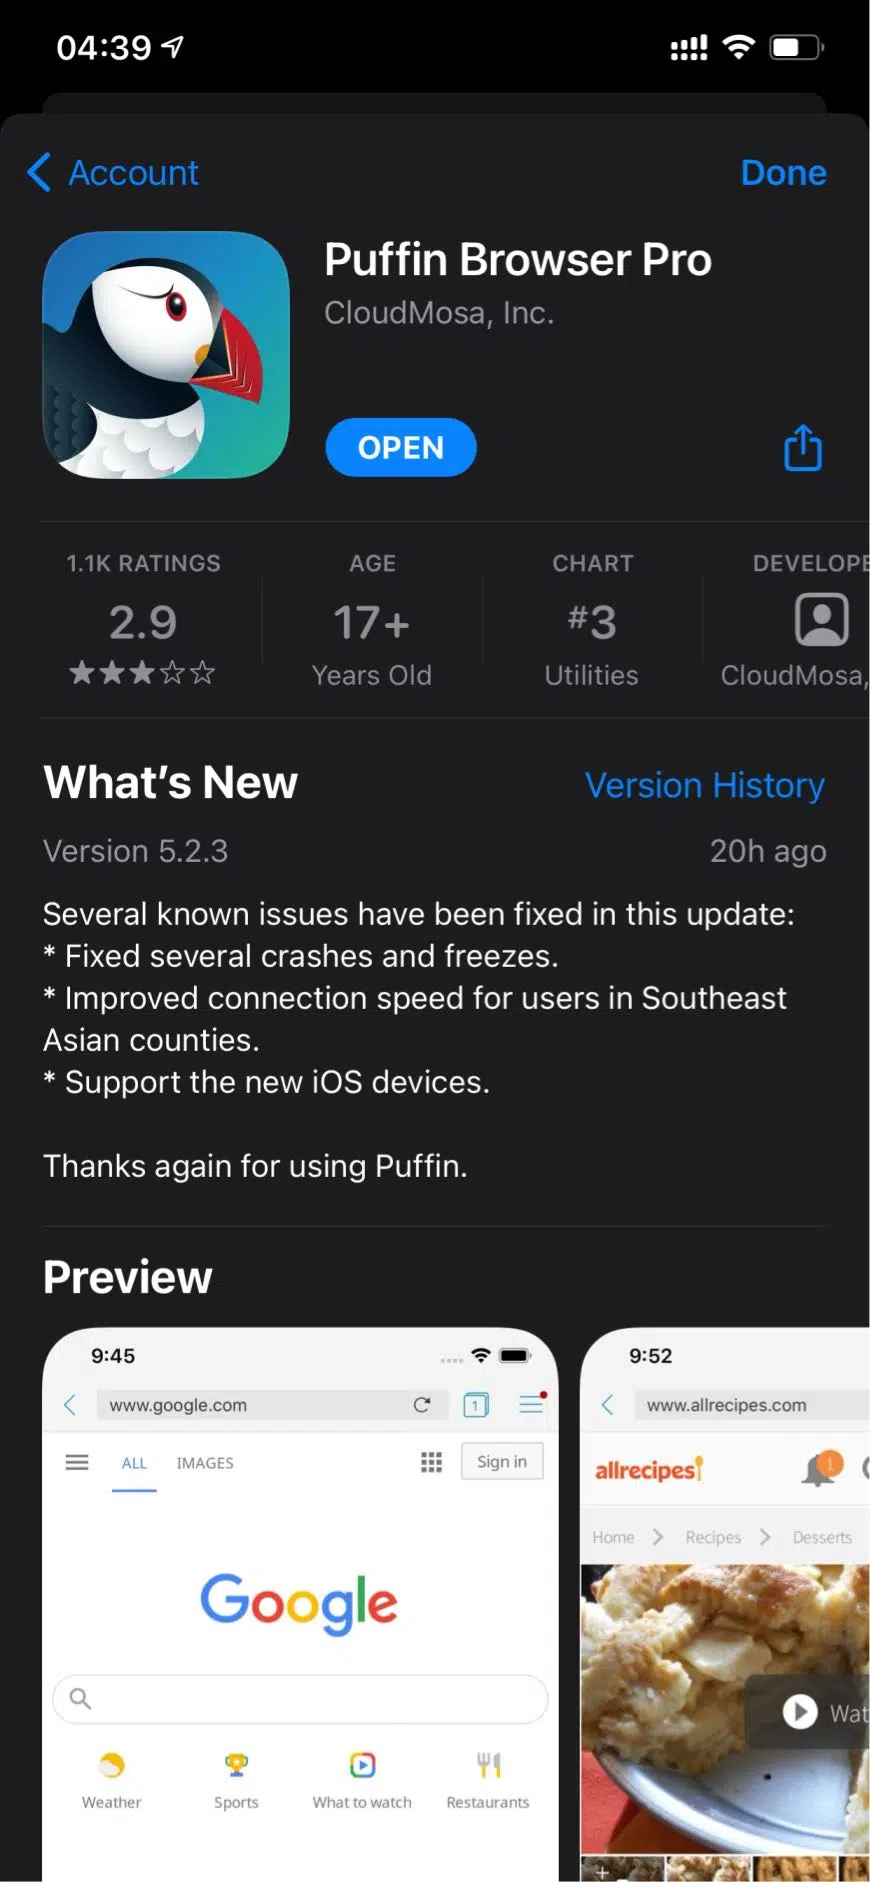 04:39
Account
Done
Puffin Browser Pro
CloudMosa, Inc.
OPEN
1.1K RATINGS
2.9
AGE
17+
Years Old
CHART
#3
Utilities
DEVELOPE
CloudMosa,
What's New
Version History
Version 5.2.3
20h ago
Several known issues have been fixed in this update:
* Fixed several crashes and freezes.
* Improved connection speed for users in Southeast
Asian counties.
* Support the new iOS devices.
Thanks again for using Puffin.
Preview
9:45
www.google.com
1
ALL
IMAGES
Sign in
Google
Weather
Sports
What to watch
Restaurants
9:52
www.allrecipes.com
allrecipes
1
Home
Recipes
Desserts
Wat